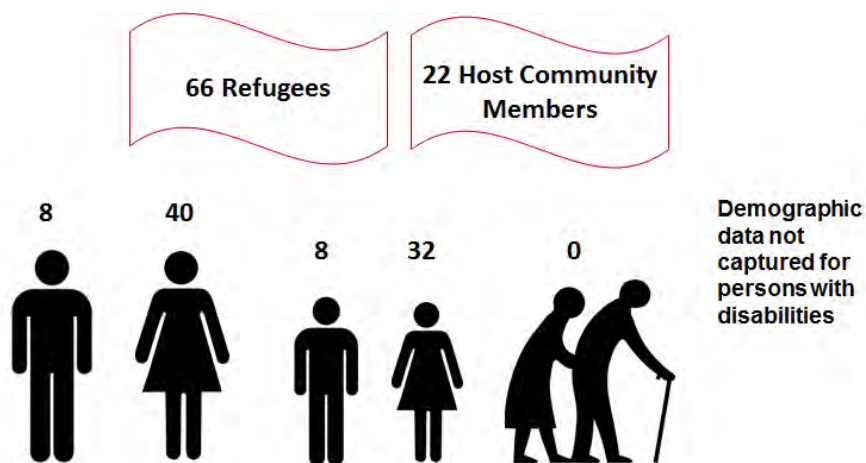 66 Refugees
22 Host Community
Members
8
40
8
32
0
Demographic
data not
captured for
persons with
disabilities